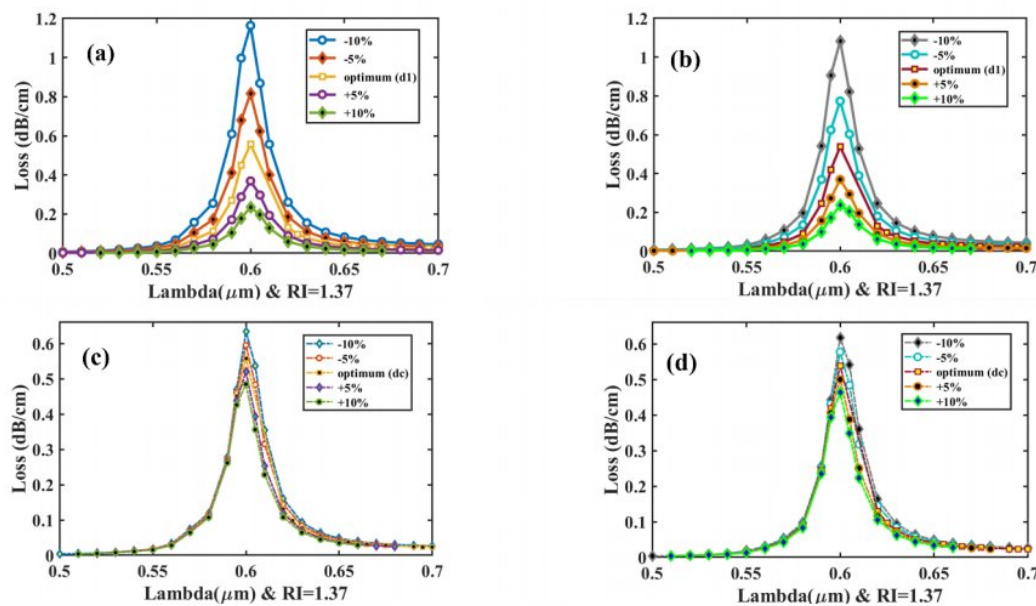 (a)
-10%
-5%
optimum (d1)
+5%
+10%
1.2
1
0.8
0.6
0.4
0.2
0
Loss (dB/cm)
0.5 0.55 0.6 0.65 0.7
Lambda(μm) & RI=1.37
(b)
-10%
-5%
optimum (d1)
+5%
+10%
1.2
1
0.8
0.6
0.4
0.2
0
Loss (dB/cm)
0.5 0.55 0.6 0.65 0.7
Lambda(μm) & RI=1.37
(c)
-10%
-5%
optimum (dc)
+5%
+10%
0.6
0.5
0.4
0.3
0.2
0.1
0
Loss (dB/cm)
0.5 0.55 0.6 0.65 0.7
Lambda(μm) & RI=1.37
(d)
-10%
-5%
optimum (dc)
+5%
+10%
0.6
0.5
0.4
0.3
0.2
0.1
0
Loss (dB/cm)
0.5 0.55 0.6 0.65 0.7
Lambda(μm) & RI=1.37